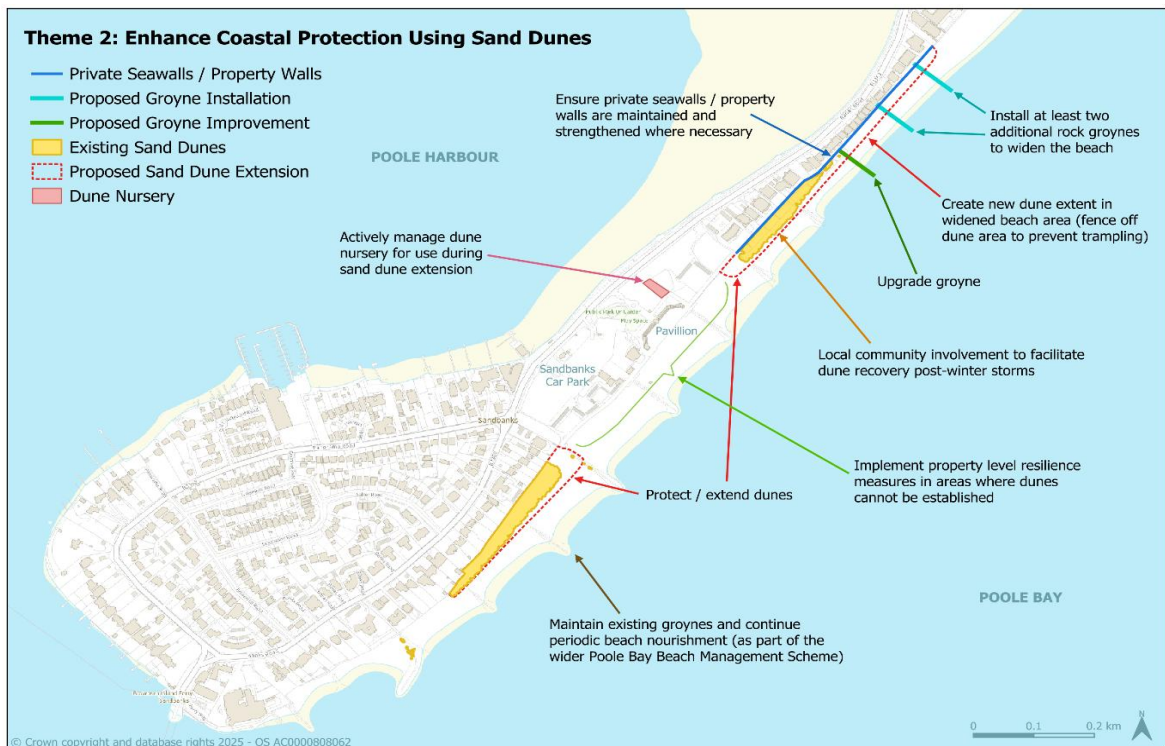 Theme 2: Enhance Coastal Protection Using Sand Dunes
Private Seawalls / Property Walls
Proposed Groyne Installation
Proposed Groyne Improvement
Existing Sand Dunes
Proposed Sand Dune Extension
Dune Nursery
POOLE HARBOUR
Ensure private seawalls / property
walls are maintained and
strengthened where necessary
Install at least two
additional rock groynes
to widen the beach
Create new dune extent in
widened beach area (fence off
dune area to prevent trampling)
Upgrade groyne
Actively manage dune
nursery for use during
sand dune extension
Pavillion
Sandbanks
Car Park
Sandbanks
Local community involvement to facilitate
dune recovery post-winter storms
Implement property level resilience
measures in areas where dunes
cannot be established
Protect / extend dunes
POOLE BAY
Maintain existing groynes and continue
periodic beach nourishment (as part of the
wider Poole Bay Beach Management Scheme)
0 0.1 0.2 km
N
© Crown copyright and database rights 2025 - OS AC0000808062